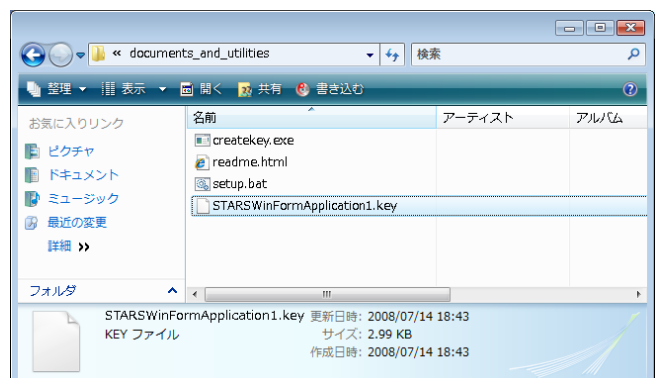 « documents_and_utilities 検索
整理 表示 開く 共有 書き込む
お気に入りリンク
ピクチャ
ドキュメント
ミュージック
最近の変更
詳細 »
フォルダ
名前 アーティスト アルバム
createkey.exe
readme.html
setup.bat
STARSWinFormApplication1.key
STARSWinFormApplication1.key 更新日時: 2008/07/14 18:43
KEY ファイル サイズ: 2.99 KB
作成日時: 2008/07/14 18:43